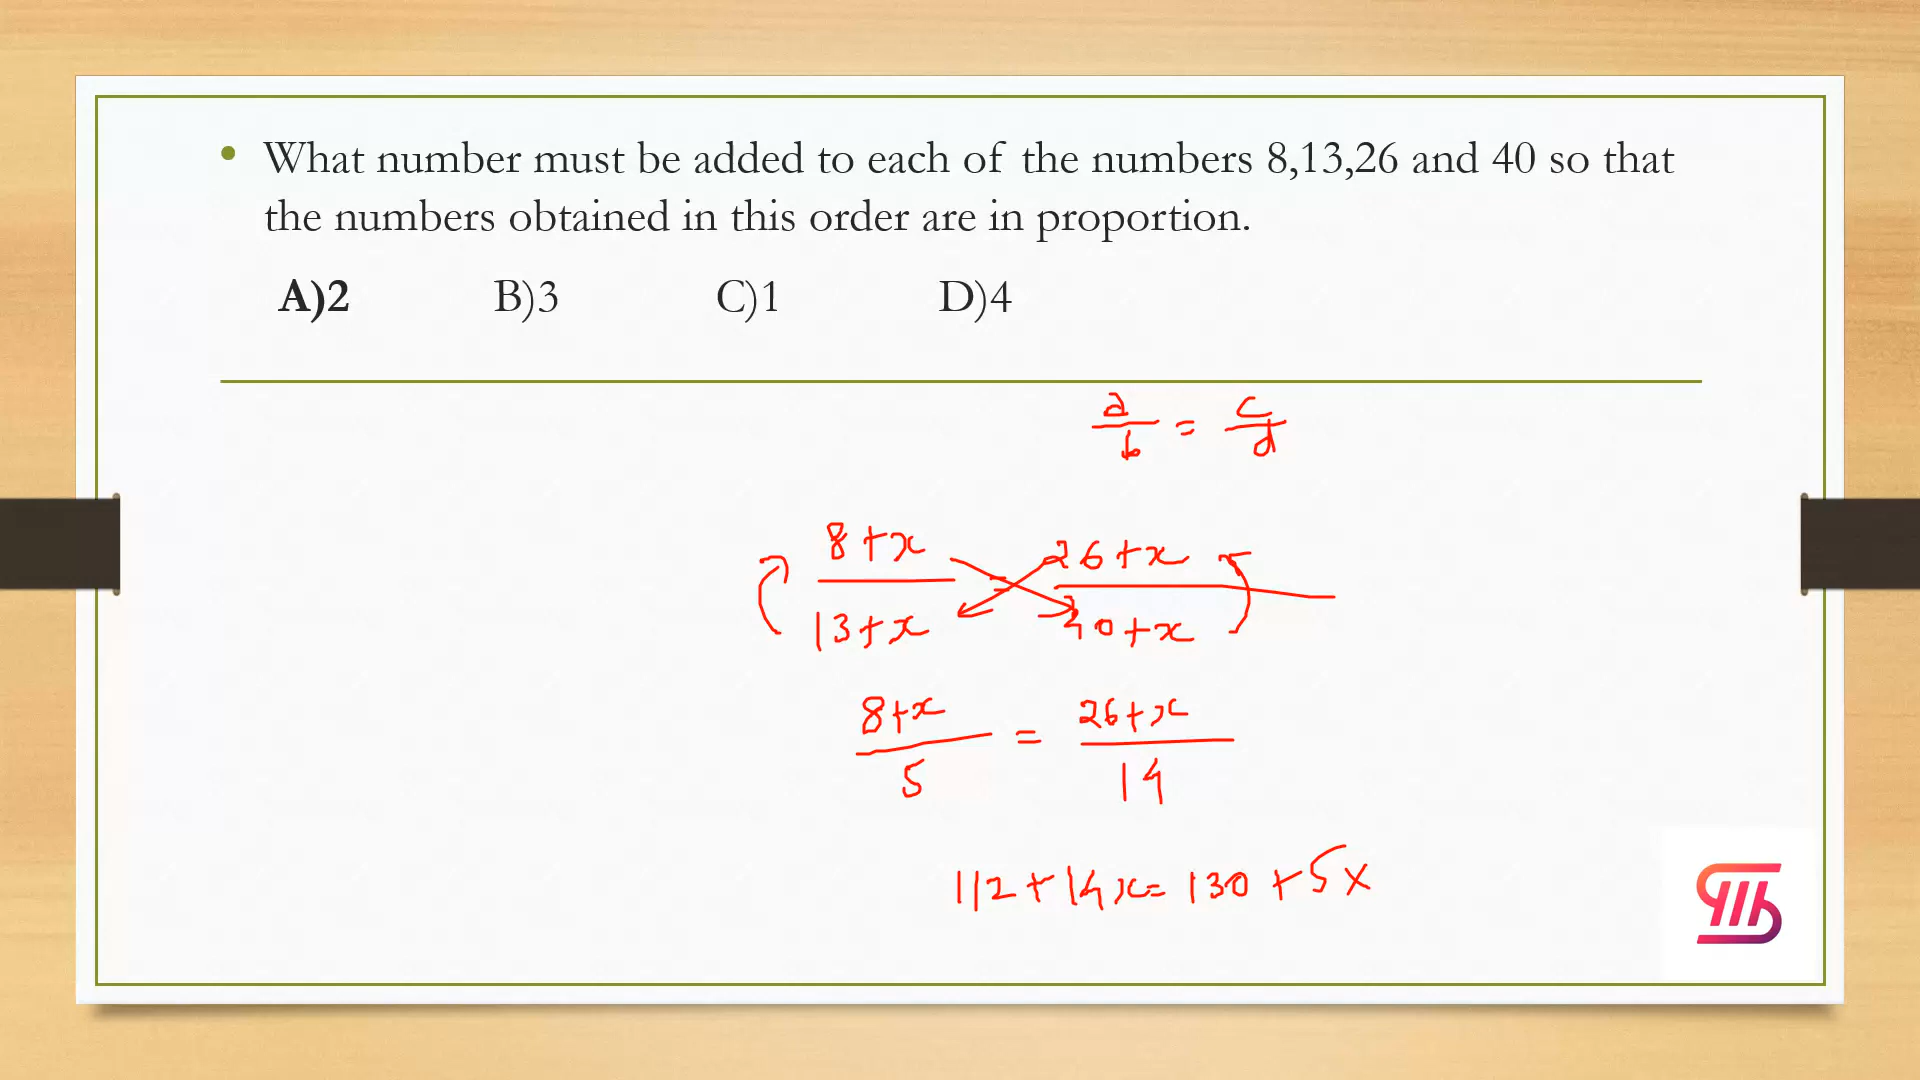 • What number must be added to each of the numbers 8,13,26 and 40 so that
the numbers obtained in this order are in proportion.
A)2 B)3 C)1 D)4
a/b = c/d
8+x/13+x = 26+x/40+x
8+x/5 = 26+x/14
112+14x=130+5x